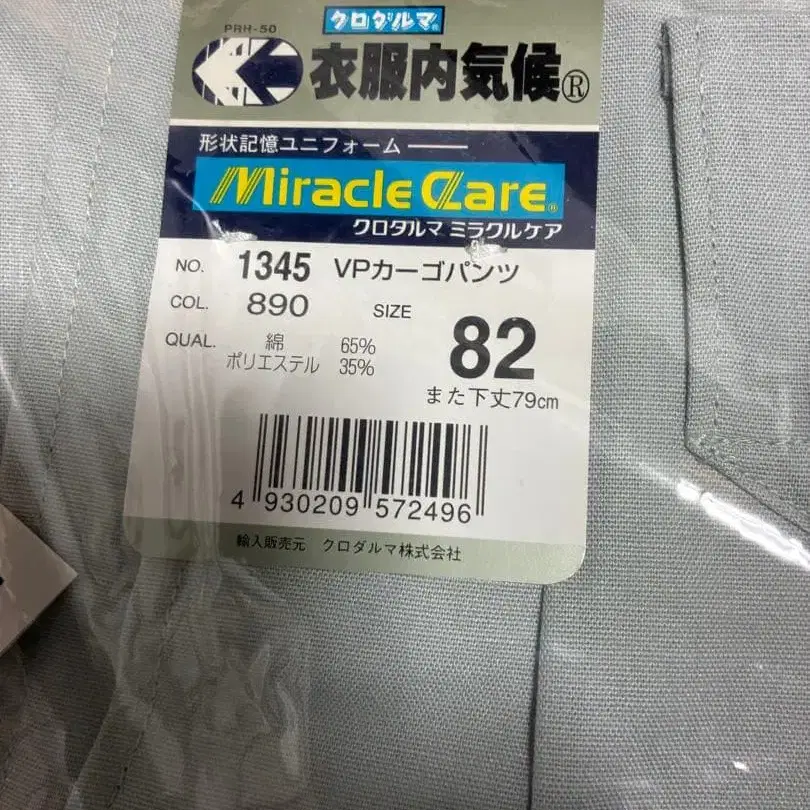 PRH-50
クロダルマ®
衣服内気候®
形状記憶ユニフォーム
Miracle Care®
クロダルマ ミラクルケア
NO. 1345 VPカーゴパンツ
COL. 890 SIZE 82
QUAL. 綿 65%
ポリエステル 35%
また下丈79cm
4 930209 572496
輸入販売元 クロダルマ株式会社